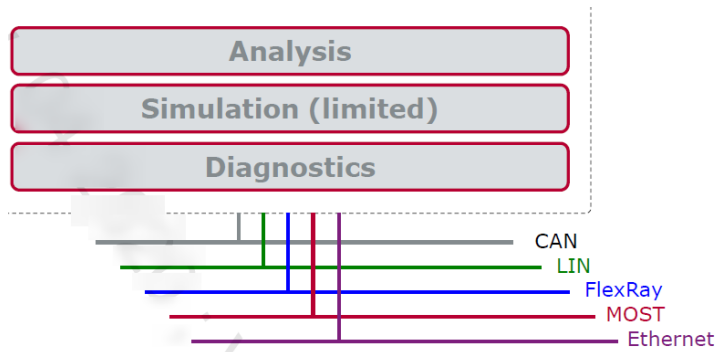 Analysis
Simulation (limited)
Diagnostics
CAN
LIN
FlexRay
MOST
Ethernet